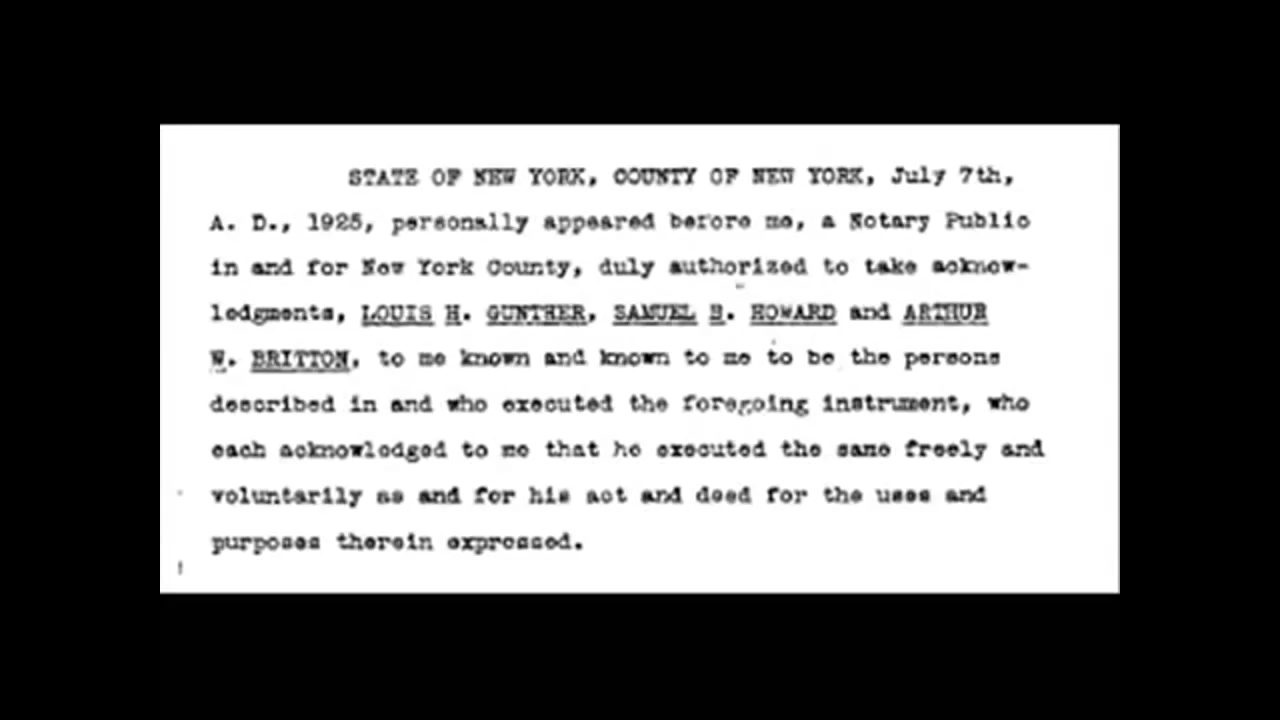 STATE OF NEW YORK, COUNTY OF NEW YORK, July 7th,
A. D., 1925, personally appeared before me, a Notary Public
in and for New York County, duly authorized to take acknow-
ledgments, LOUIS H. GUNTHER, SAMUEL B. HOWARD and ARTHUR
W. BRITTON, to me known and known to me to be the persons
described in and who executed the foregoing instrument, who
each acknowledged to me that he executed the same freely and
voluntarily as and for his act and deed for the uses and
purposes therein expressed.